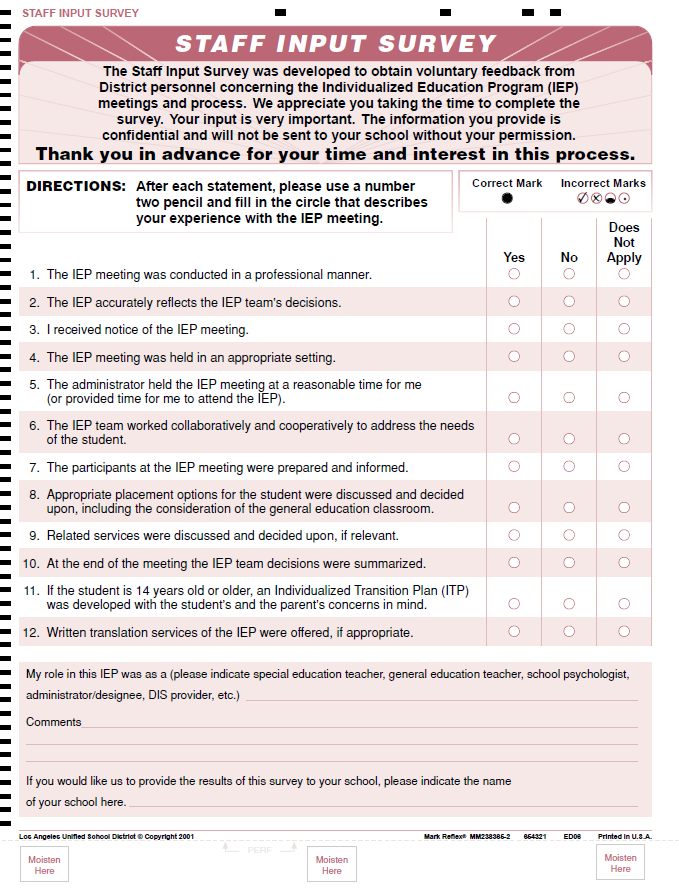 STAFF INPUT SURVEY
STAFF INPUT SURVEY
The Staff Input Survey was developed to obtain voluntary feedback from
District personnel concerning the Individualized Education Program (IEP)
meetings and process. We appreciate you taking the time to complete the
survey. Your input is very important. The information you provide is
confidential and will not be sent to your school without your permission.
Thank you in advance for your time and interest in this process.
DIRECTIONS: After each statement, please use a number
two pencil and fill in the circle that describes
your experience with the IEP meeting.
Correct Mark Incorrect Marks
Yes No Does Not Apply
1. The IEP meeting was conducted in a professional manner.
2. The IEP accurately reflects the IEP team's decisions.
3. I received notice of the IEP meeting.
4. The IEP meeting was held in an appropriate setting.
5. The administrator held the IEP meeting at a reasonable time for me
(or provided time for me to attend the IEP).
6. The IEP team worked collaboratively and cooperatively to address the needs
of the student.
7. The participants at the IEP meeting were prepared and informed.
8. Appropriate placement options for the student were discussed and decided
upon, including the consideration of the general education classroom.
9. Related services were discussed and decided upon, if relevant.
10. At the end of the meeting the IEP team decisions were summarized.
11. If the student is 14 years old or older, an Individualized Transition Plan (ITP)
was developed with the student's and the parent's concerns in mind.
12. Written translation services of the IEP were offered, if appropriate.
My role in this IEP was as a (please indicate special education teacher, general education teacher, school psychologist,
administrator/designee, DIS provider, etc.)
Comments
If you would like us to provide the results of this survey to your school, please indicate the name
of your school here.
Los Angeles Unified School District © Copyright 2001 Mark Reflex® MM238365-2 654321 ED06 Printed in U.S.A.
PERF
Moisten Here
Moisten Here
Moisten Here